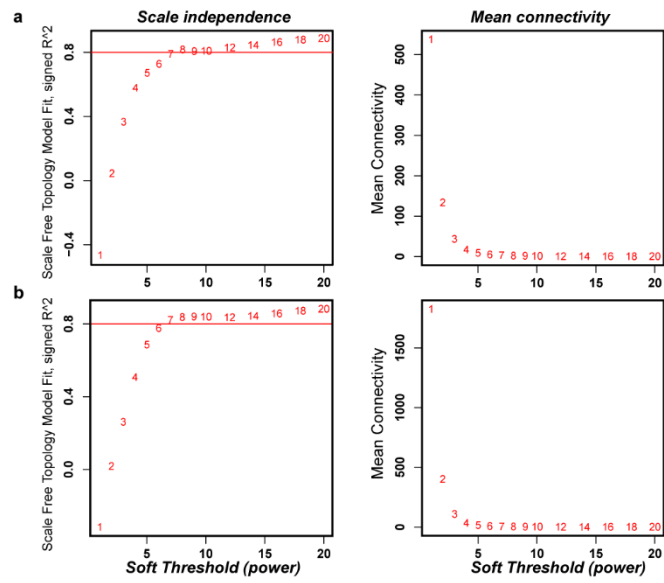 a
Scale independence
Mean connectivity
Scale Free Topology Model Fit, signed R^2
0.8
0.4
0.0
−0.4
1 2 3 4 5 6 7 8 9 10 12 14 16 18 20
5 10 15 20
Mean Connectivity
500
400
300
200
100
0
1 2 3 4 5 6 7 8 9 10 12 14 16 18 20
5 10 15 20
b
Scale Free Topology Model Fit, signed R^2
0.8
0.4
0.0
1 2 3 4 5 6 7 8 9 10 12 14 16 18 20
5 10 15 20
Soft Threshold (power)
Mean Connectivity
1500
1000
500
0
1 2 3 4 5 6 7 8 9 10 12 14 16 18 20
5 10 15 20
Soft Threshold (power)